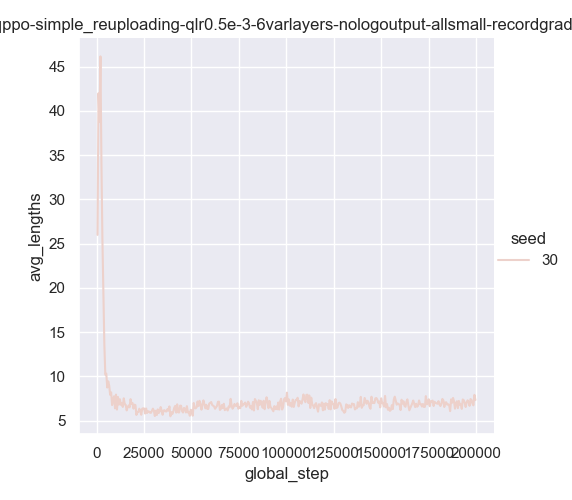 qppo-simple_reuploading-qlr0.5e-3-6varlayers-nologoutput-allsmall-recordgrad
45
40
35
30
25
20
15
10
5
avg_lengths
0 25000 50000 75000 100000 125000 150000 175000 200000
global_step
seed
30